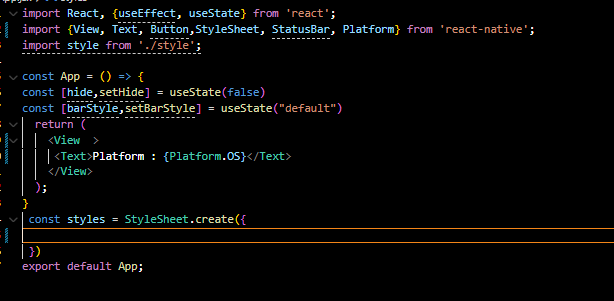 import React, {useEffect, useState} from 'react';
import {View, Text, Button,StyleSheet, StatusBar, Platform} from 'react-native';
import style from './style';
const App = () => {
const [hide,setHide] = useState(false)
const [barStyle,setBarStyle] = useState("default")
return (
<View  >
<Text>Platform : {Platform.OS}</Text>
</View>
);
}
const styles = StyleSheet.create({
})
export default App;